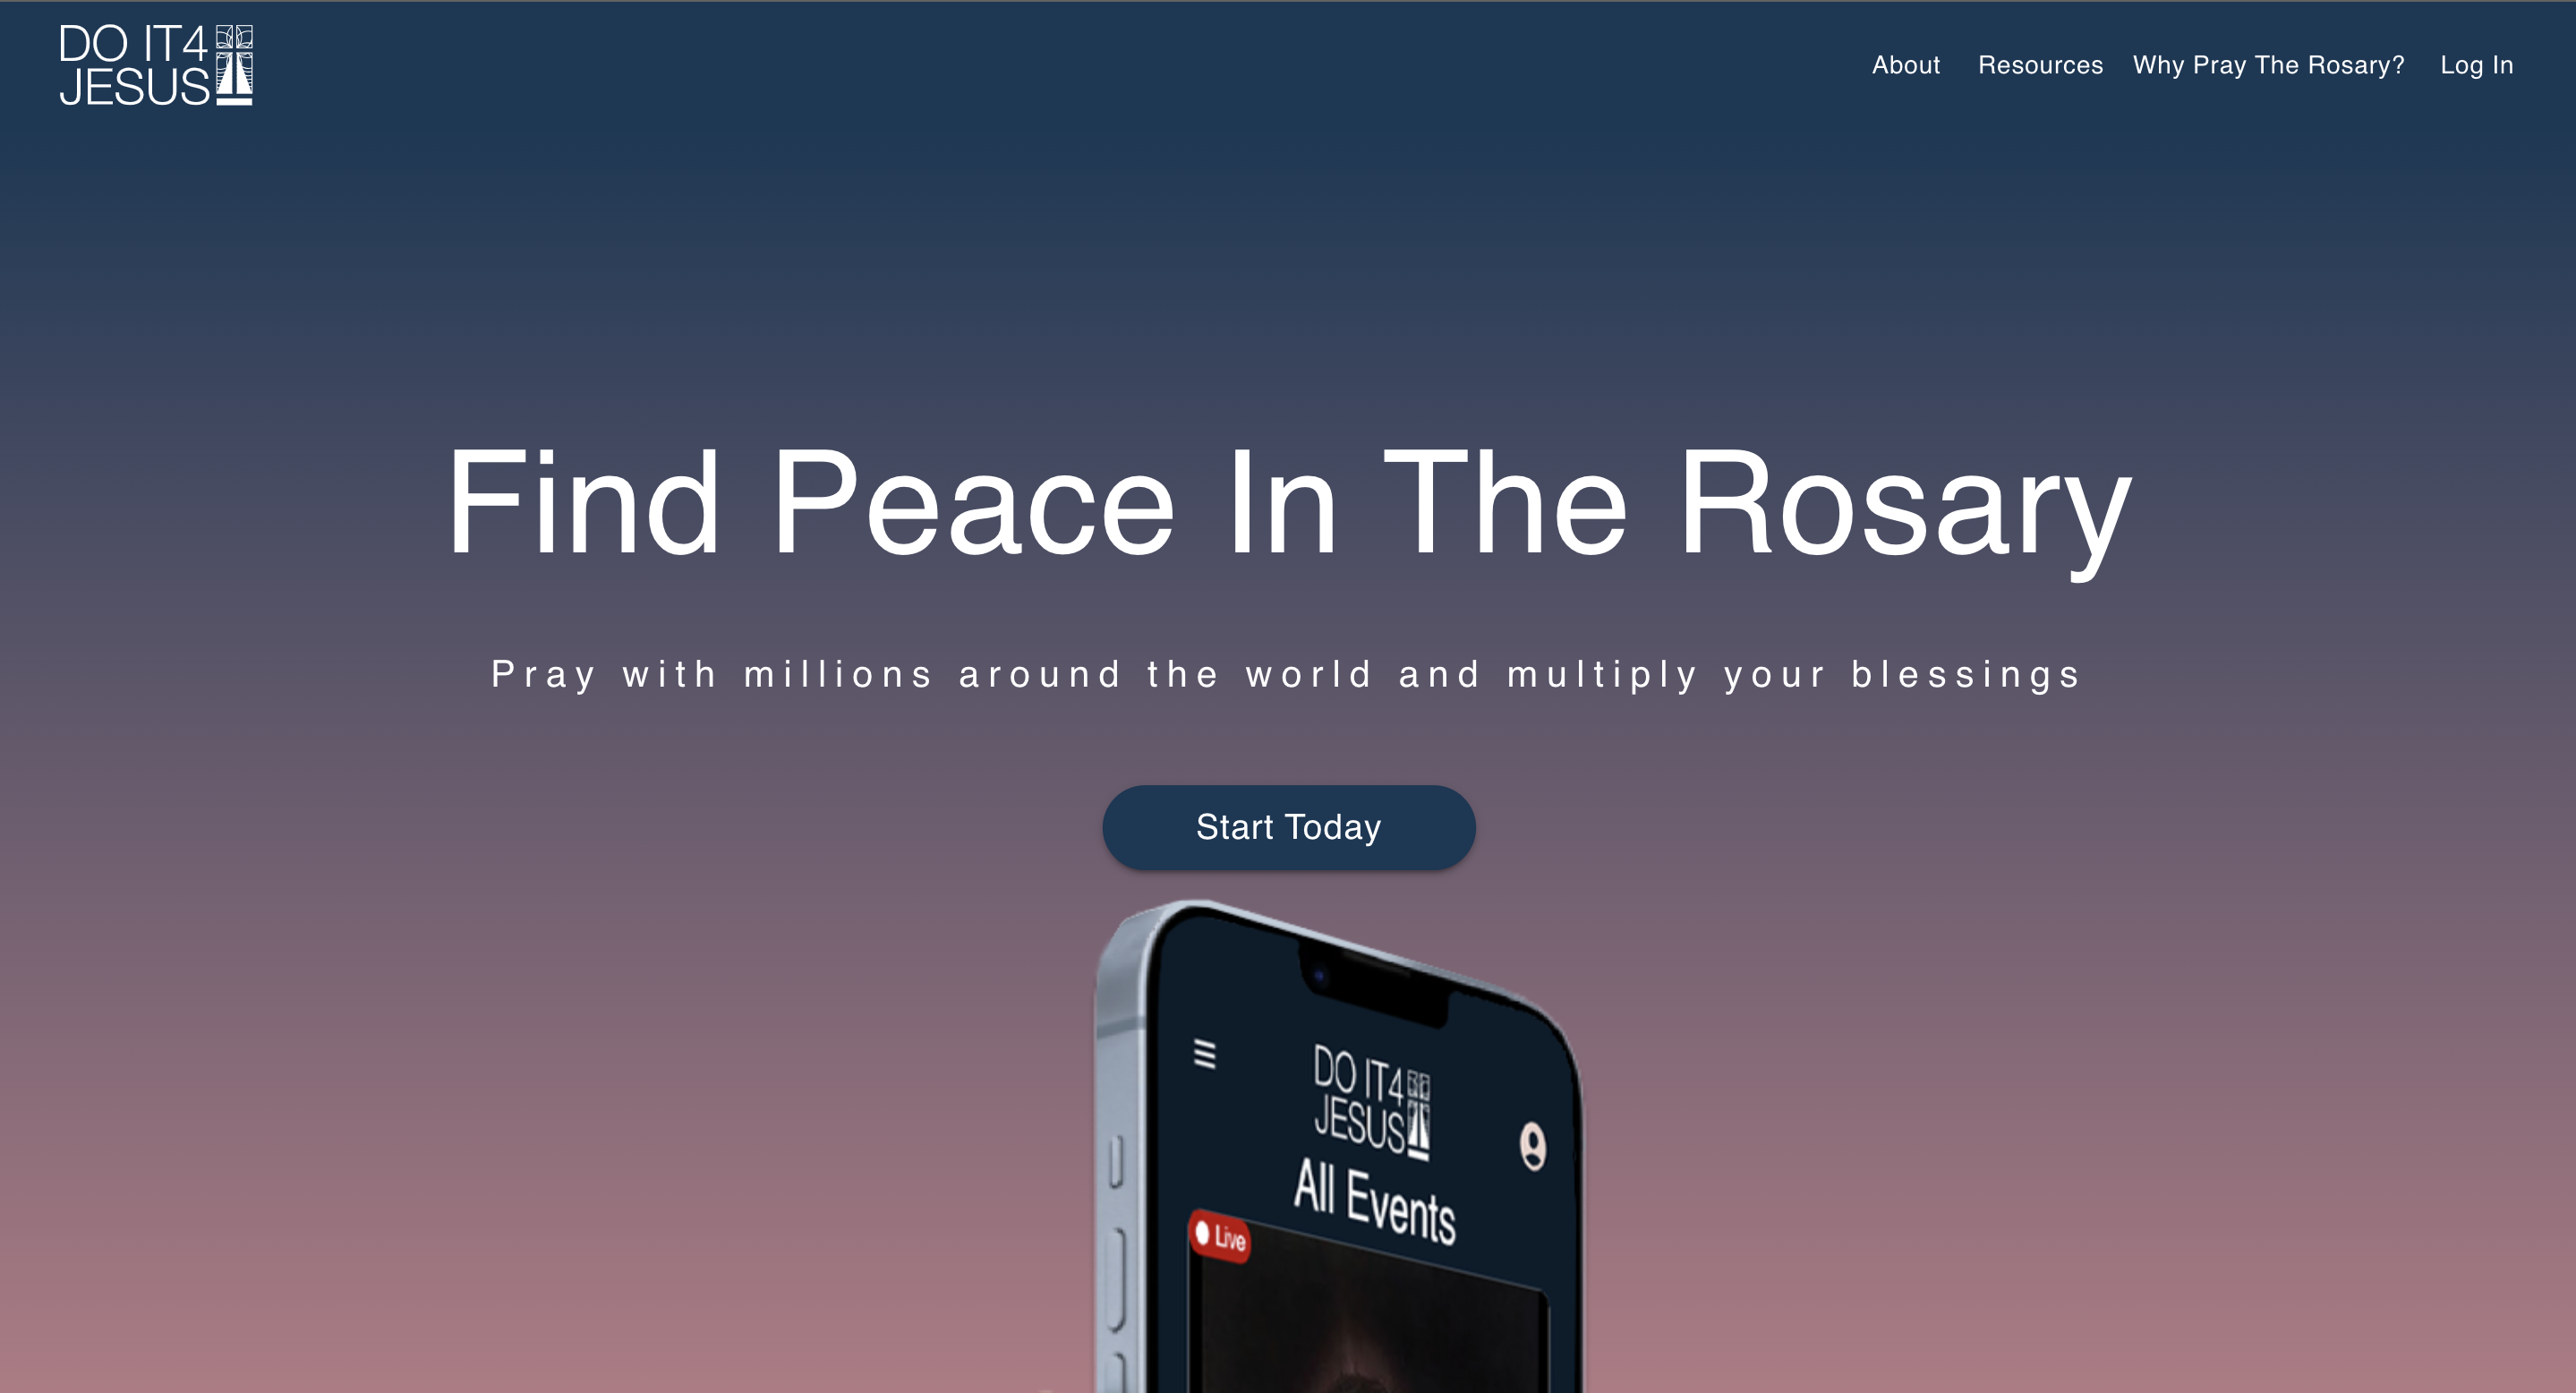 DO IT4
JESUS
About Resources Why Pray The Rosary? Log In
Find Peace In The Rosary
Pray with millions around the world and multiply your blessings
Start Today
DO IT4
JESUS
All Events
Live